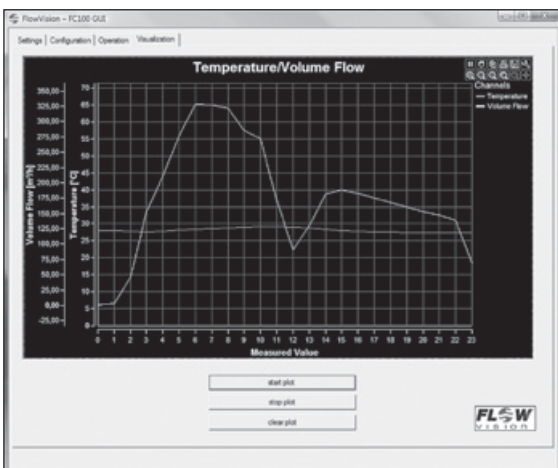 FlowVision - FC100 GUI
Settings | Configuration | Operation | Visualization
Temperature/Volume Flow
Channels
Temperature
Volume Flow
Volume Flow [m³/h]
350,00
325,00
300,00
275,00
250,00
225,00
200,00
175,00
150,00
125,00
100,00
75,00
50,00
25,00
0,00
-25,00
Temperature [°C]
70
65
60
55
50
45
40
35
30
25
20
15
10
5
0
0 1 2 3 4 5 6 7 8 9 10 11 12 13 14 15 16 17 18 19 20 21 22 23
Measured Value
start plot
stop plot
clear plot
FLOW
vision